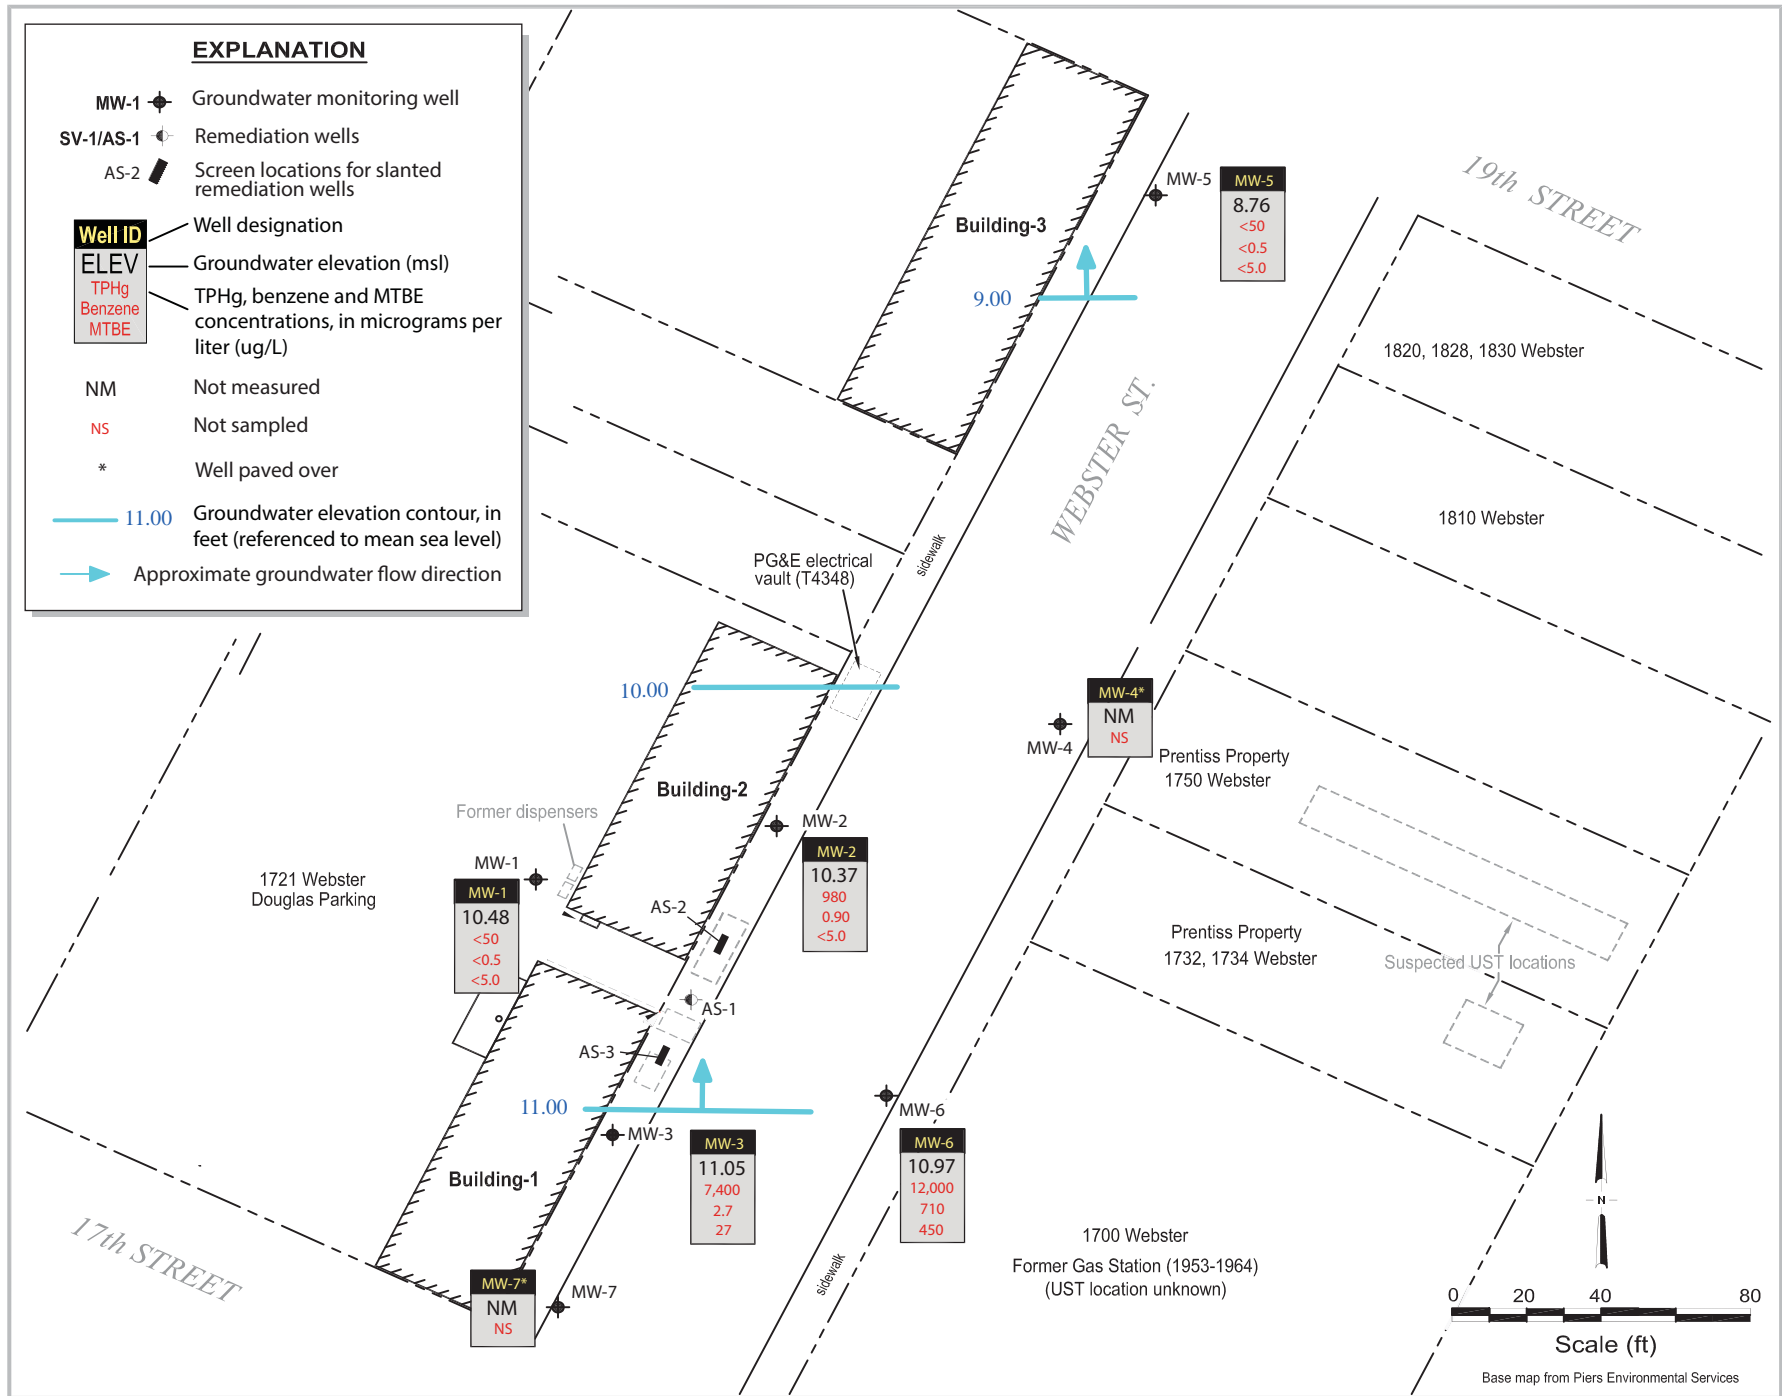 EXPLANATION
MW-1 Groundwater monitoring well
SV-1/AS-1 Remediation wells
AS-2 Screen locations for slanted
remediation wells
Well ID
ELEV
TPHg
Benzene
MTBE
Well designation
Groundwater elevation (msl)
TPHg, benzene and MTBE
concentrations, in micrograms per
liter (ug/L)
NM Not measured
NS Not sampled
* Well paved over
11.00 Groundwater elevation contour, in
feet (referenced to mean sea level)
Approximate groundwater flow direction
19th STREET
MW-5
MW-5
8.76
<50
<0.5
<5.0
Building-3
9.00
1820, 1828, 1830 Webster
WEBSTER ST.
1810 Webster
sidewalk
PG&E electrical
vault (T4348)
10.00
MW-4*
NM
NS
MW-4
Prentiss Property
1750 Webster
Building-2
Former dispensers
MW-2
MW-2
10.37
980
0.90
<5.0
MW-1
MW-1
10.48
<50
<0.5
<5.0
1721 Webster
Douglas Parking
AS-2
Prentiss Property
1732, 1734 Webster
Suspected UST locations
AS-1
AS-3
11.00
MW-6
MW-6
10.97
12,000
710
450
MW-3
MW-3
11.05
7,400
2.7
27
Building-1
17th STREET
MW-7*
NM
NS
MW-7
sidewalk
1700 Webster
Former Gas Station (1953-1964)
(UST location unknown)
N
0 20 40 80
Scale (ft)
Base map from Piers Environmental Services